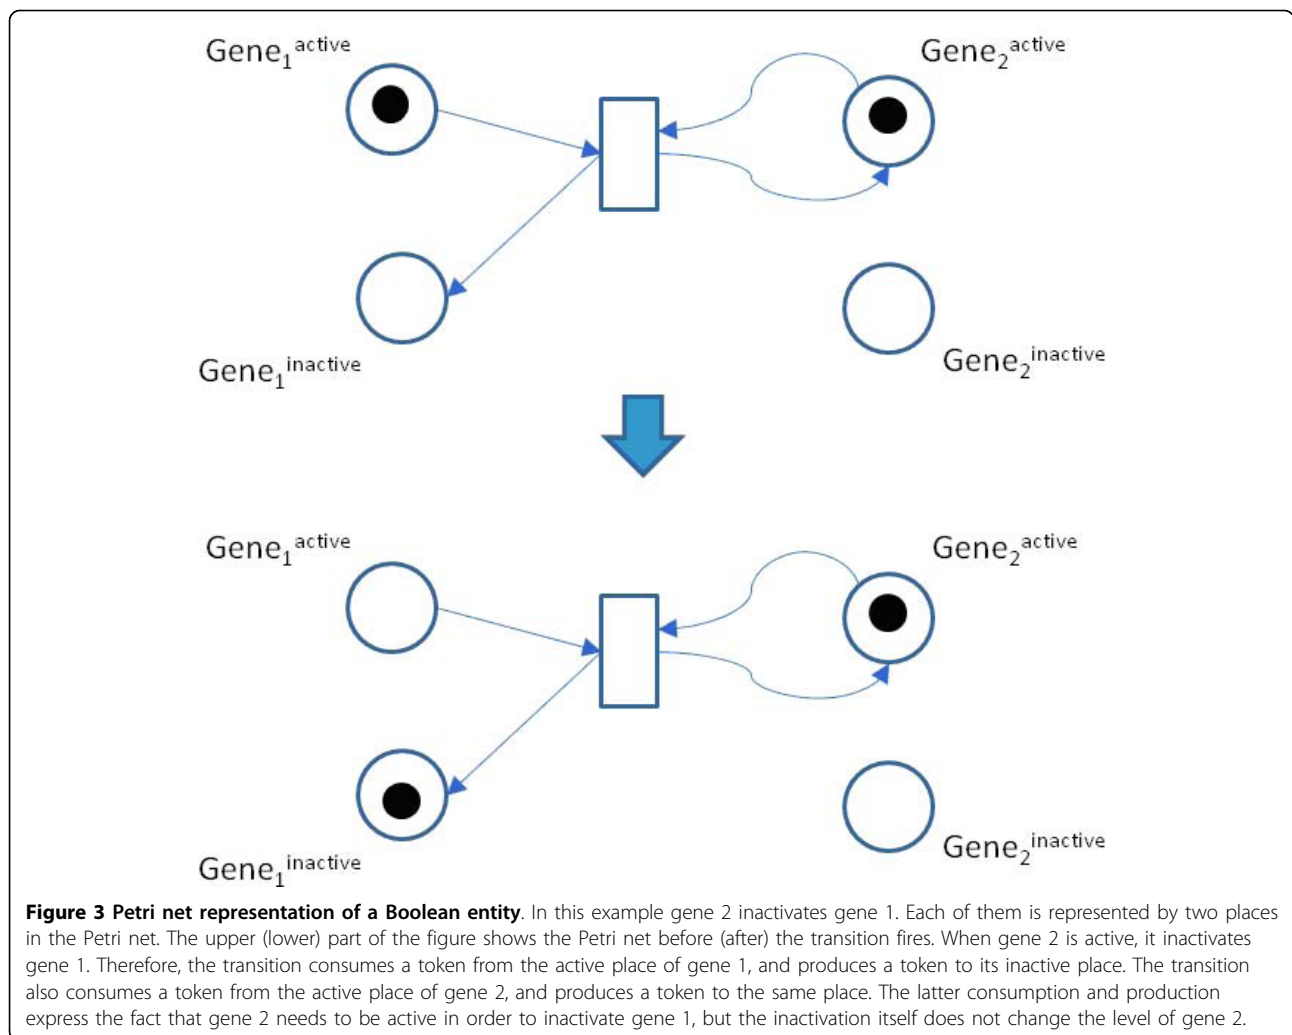 Gene₁ᵃᶜᵗⁱᵛᵉ
Gene₂ᵃᶜᵗⁱᵛᵉ
Gene₁ⁱⁿᵃᶜᵗⁱᵛᵉ
Gene₂ⁱⁿᵃᶜᵗⁱᵛᵉ
Gene₁ᵃᶜᵗⁱᵛᵉ
Gene₂ᵃᶜᵗⁱᵛᵉ
Gene₁ⁱⁿᵃᶜᵗⁱᵛᵉ
Gene₂ⁱⁿᵃᶜᵗⁱᵛᵉ
Figure 3 Petri net representation of a Boolean entity. In this example gene 2 inactivates gene 1. Each of them is represented by two places
in the Petri net. The upper (lower) part of the figure shows the Petri net before (after) the transition fires. When gene 2 is active, it inactivates
gene 1. Therefore, the transition consumes a token from the active place of gene 1, and produces a token to its inactive place. The transition
also consumes a token from the active place of gene 2, and produces a token to the same place. The latter consumption and production
express the fact that gene 2 needs to be active in order to inactivate gene 1, but the inactivation itself does not change the level of gene 2.